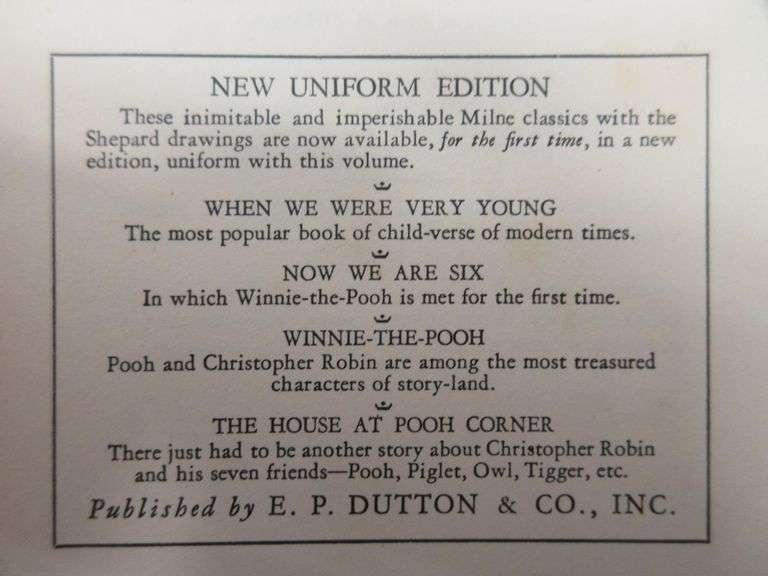 NEW UNIFORM EDITION
These inimitable and imperishable Milne classics with the
Shepard drawings are now available, for the first time, in a new
edition, uniform with this volume.
WHEN WE WERE VERY YOUNG
The most popular book of child-verse of modern times.
NOW WE ARE SIX
In which Winnie-the-Pooh is met for the first time.
WINNIE-THE-POOH
Pooh and Christopher Robin are among the most treasured
characters of story-land.
THE HOUSE AT POOH CORNER
There just had to be another story about Christopher Robin
and his seven friends—Pooh, Piglet, Owl, Tigger, etc.
Published by E. P. DUTTON & CO., INC.